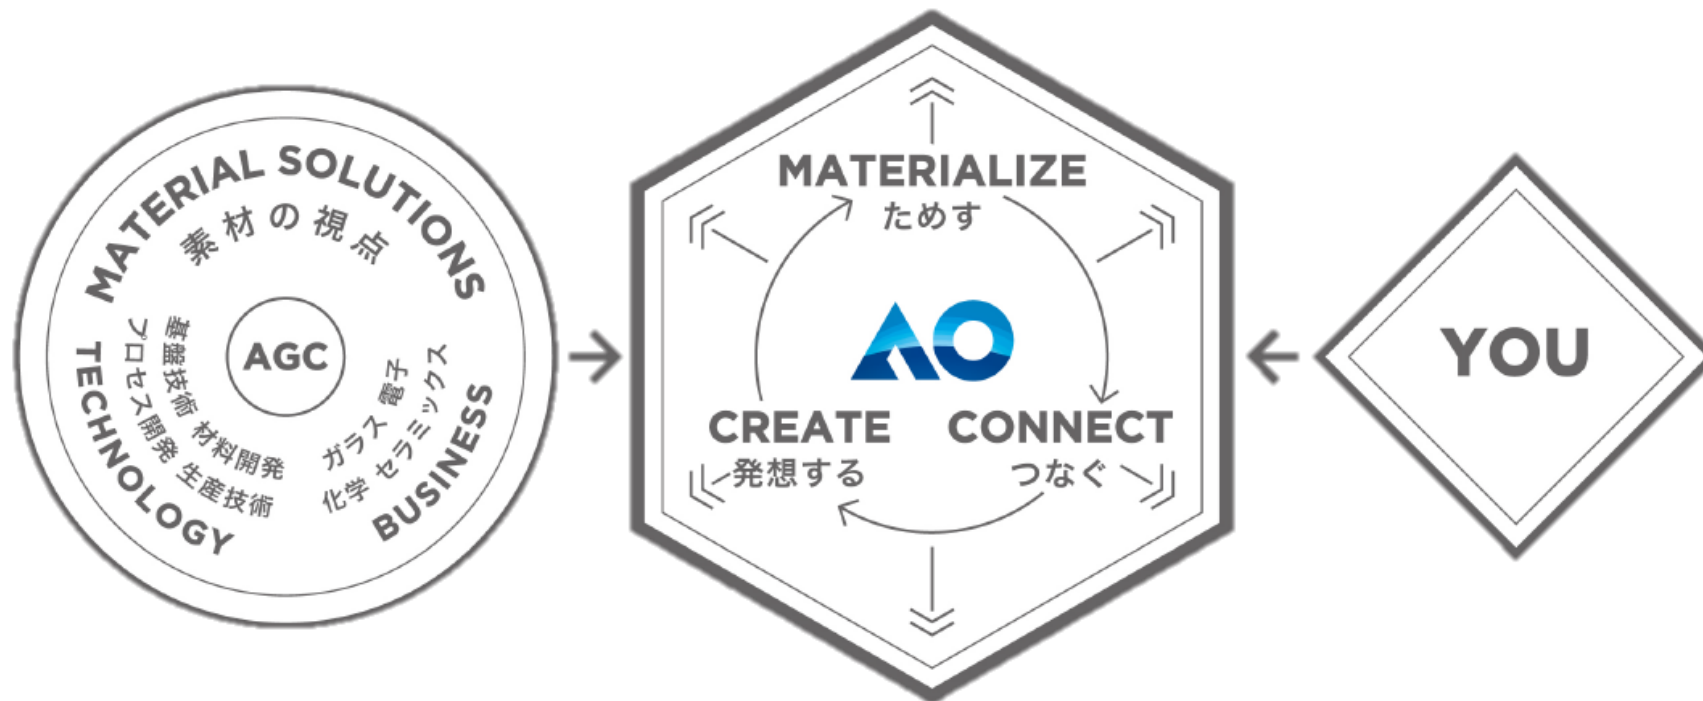 MATERIAL SOLUTIONS
素材の視点
AGC
TECHNOLOGY
プロセス開発 生産技術
基盤技術 材料開発
ガラス 電子
化学 セラミックス
BUSINESS
MATERIALIZE
ためす
AO
CREATE
発想する
CONNECT
つなぐ
YOU